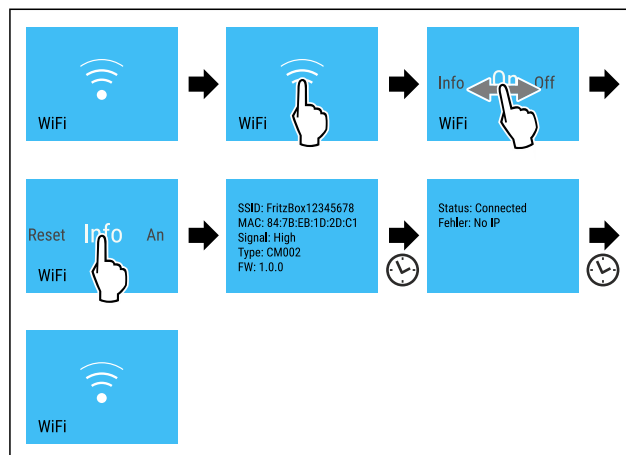 WiFi
WiFi
Info On Off
WiFi
Reset Info An
WiFi
SSID: FritzBox12345678
MAC: 84:7B:EB:1D:2D:C1
Signal: High
Type: CM002
FW: 1.0.0
Status: Connected
Fehler: No IP
WiFi